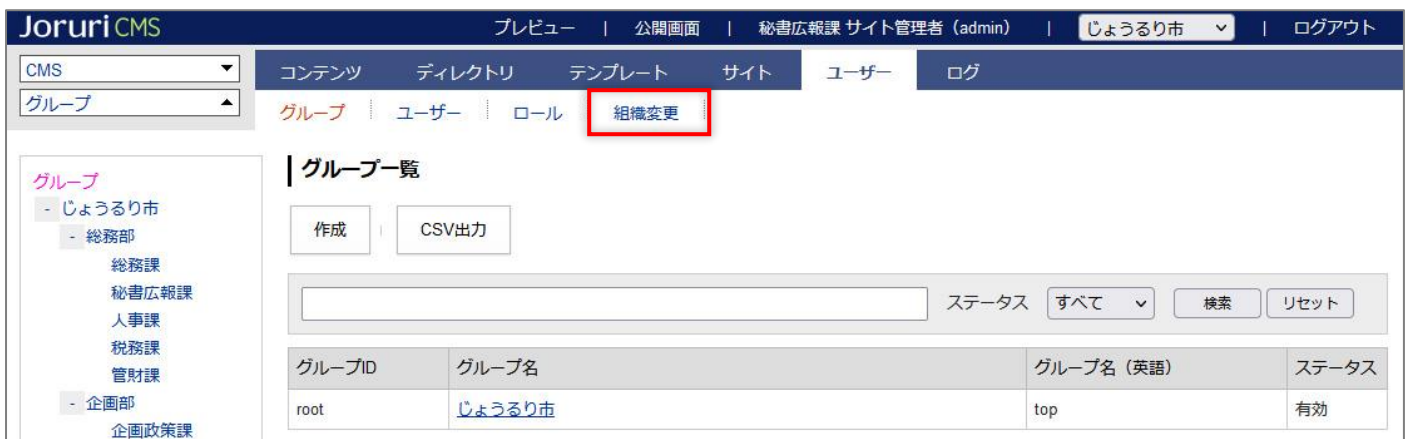 Joruri CMS プレビュー | 公開画面 | 秘書広報課 サイト管理者（admin） | じょうるり市 | ログアウト
CMS コンテンツ ディレクトリ テンプレート サイト ユーザー ログ
グループ グループ ユーザー ロール 組織変更
グループ一覧
グループ
- じょうるり市
- 総務部
総務課
秘書広報課
人事課
税務課
管財課
- 企画部
企画政策課
作成 CSV出力
ステータス すべて 検索 リセット
グループID グループ名 グループ名（英語） ステータス
root じょうるり市 top 有効